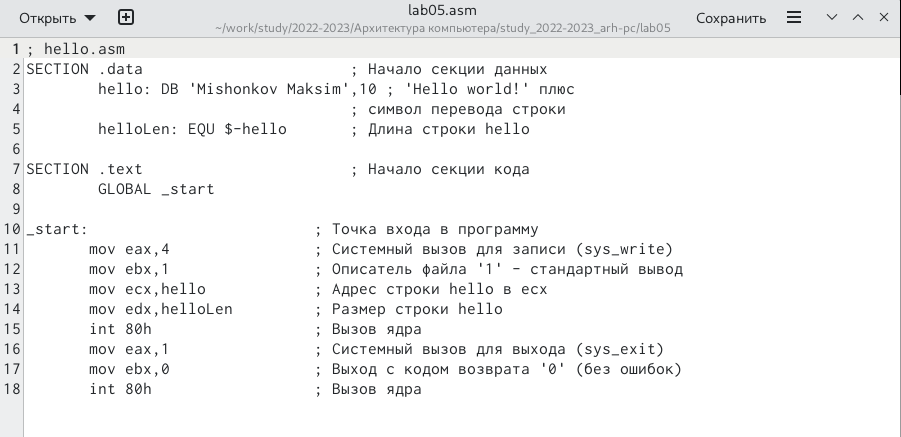 Открыть
lab05.asm
~/work/study/2022-2023/Архитектура компьютера/study_2022-2023_arh-pc/lab05
Сохранить
1 ; hello.asm
2 SECTION .data ; Начало секции данных
3 hello: DB 'Mishonkov Maksim',10 ; 'Hello world!' плюс
4 ; символ перевода строки
5 helloLen: EQU $-hello ; Длина строки hello
6
7 SECTION .text ; Начало секции кода
8 GLOBAL _start
9
10 _start: ; Точка входа в программу
11 mov eax,4 ; Системный вызов для записи (sys_write)
12 mov ebx,1 ; Описатель файла '1' - стандартный вывод
13 mov ecx,hello ; Адрес строки hello в ecx
14 mov edx,helloLen ; Размер строки hello
15 int 80h ; Вызов ядра
16 mov eax,1 ; Системный вызов для выхода (sys_exit)
17 mov ebx,0 ; Выход с кодом возврата '0' (без ошибок)
18 int 80h ; Вызов ядра